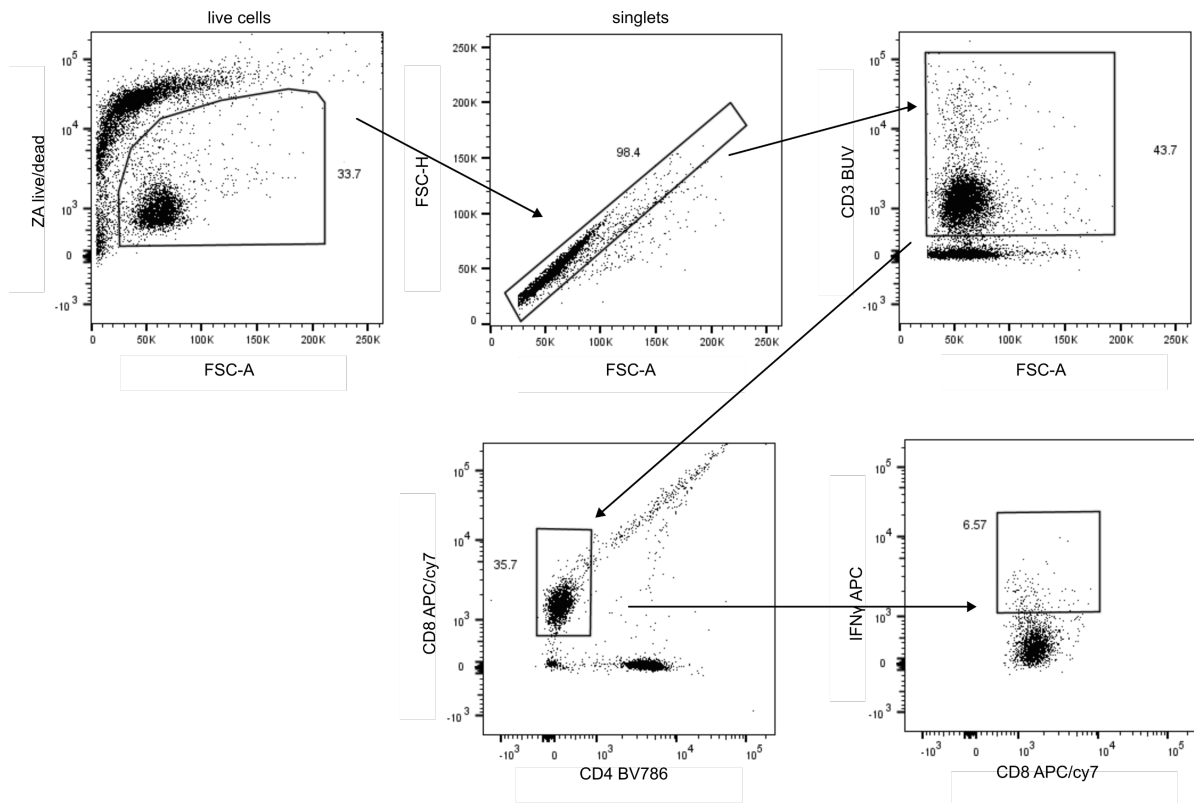 live cells
singlets
10^5
10^4
10^3
0
-10^3
ZA live/dead
33.7
0
50K
100K
150K
200K
250K
FSC-A
250K
200K
150K
100K
50K
0
FSC-H
98.4
0
50K
100K
150K
200K
250K
FSC-A
10^5
10^4
10^3
0
-10^3
CD3 BUV
43.7
0
50K
100K
150K
200K
250K
FSC-A
10^5
10^4
10^3
0
-10^3
CD8 APC/cy7
35.7
-10^3
0
10^3
10^4
10^5
CD4 BV786
10^5
10^4
10^3
0
-10^3
IFNγ APC
6.57
-10^3
0
10^3
10^4
10^5
CD8 APC/cy7